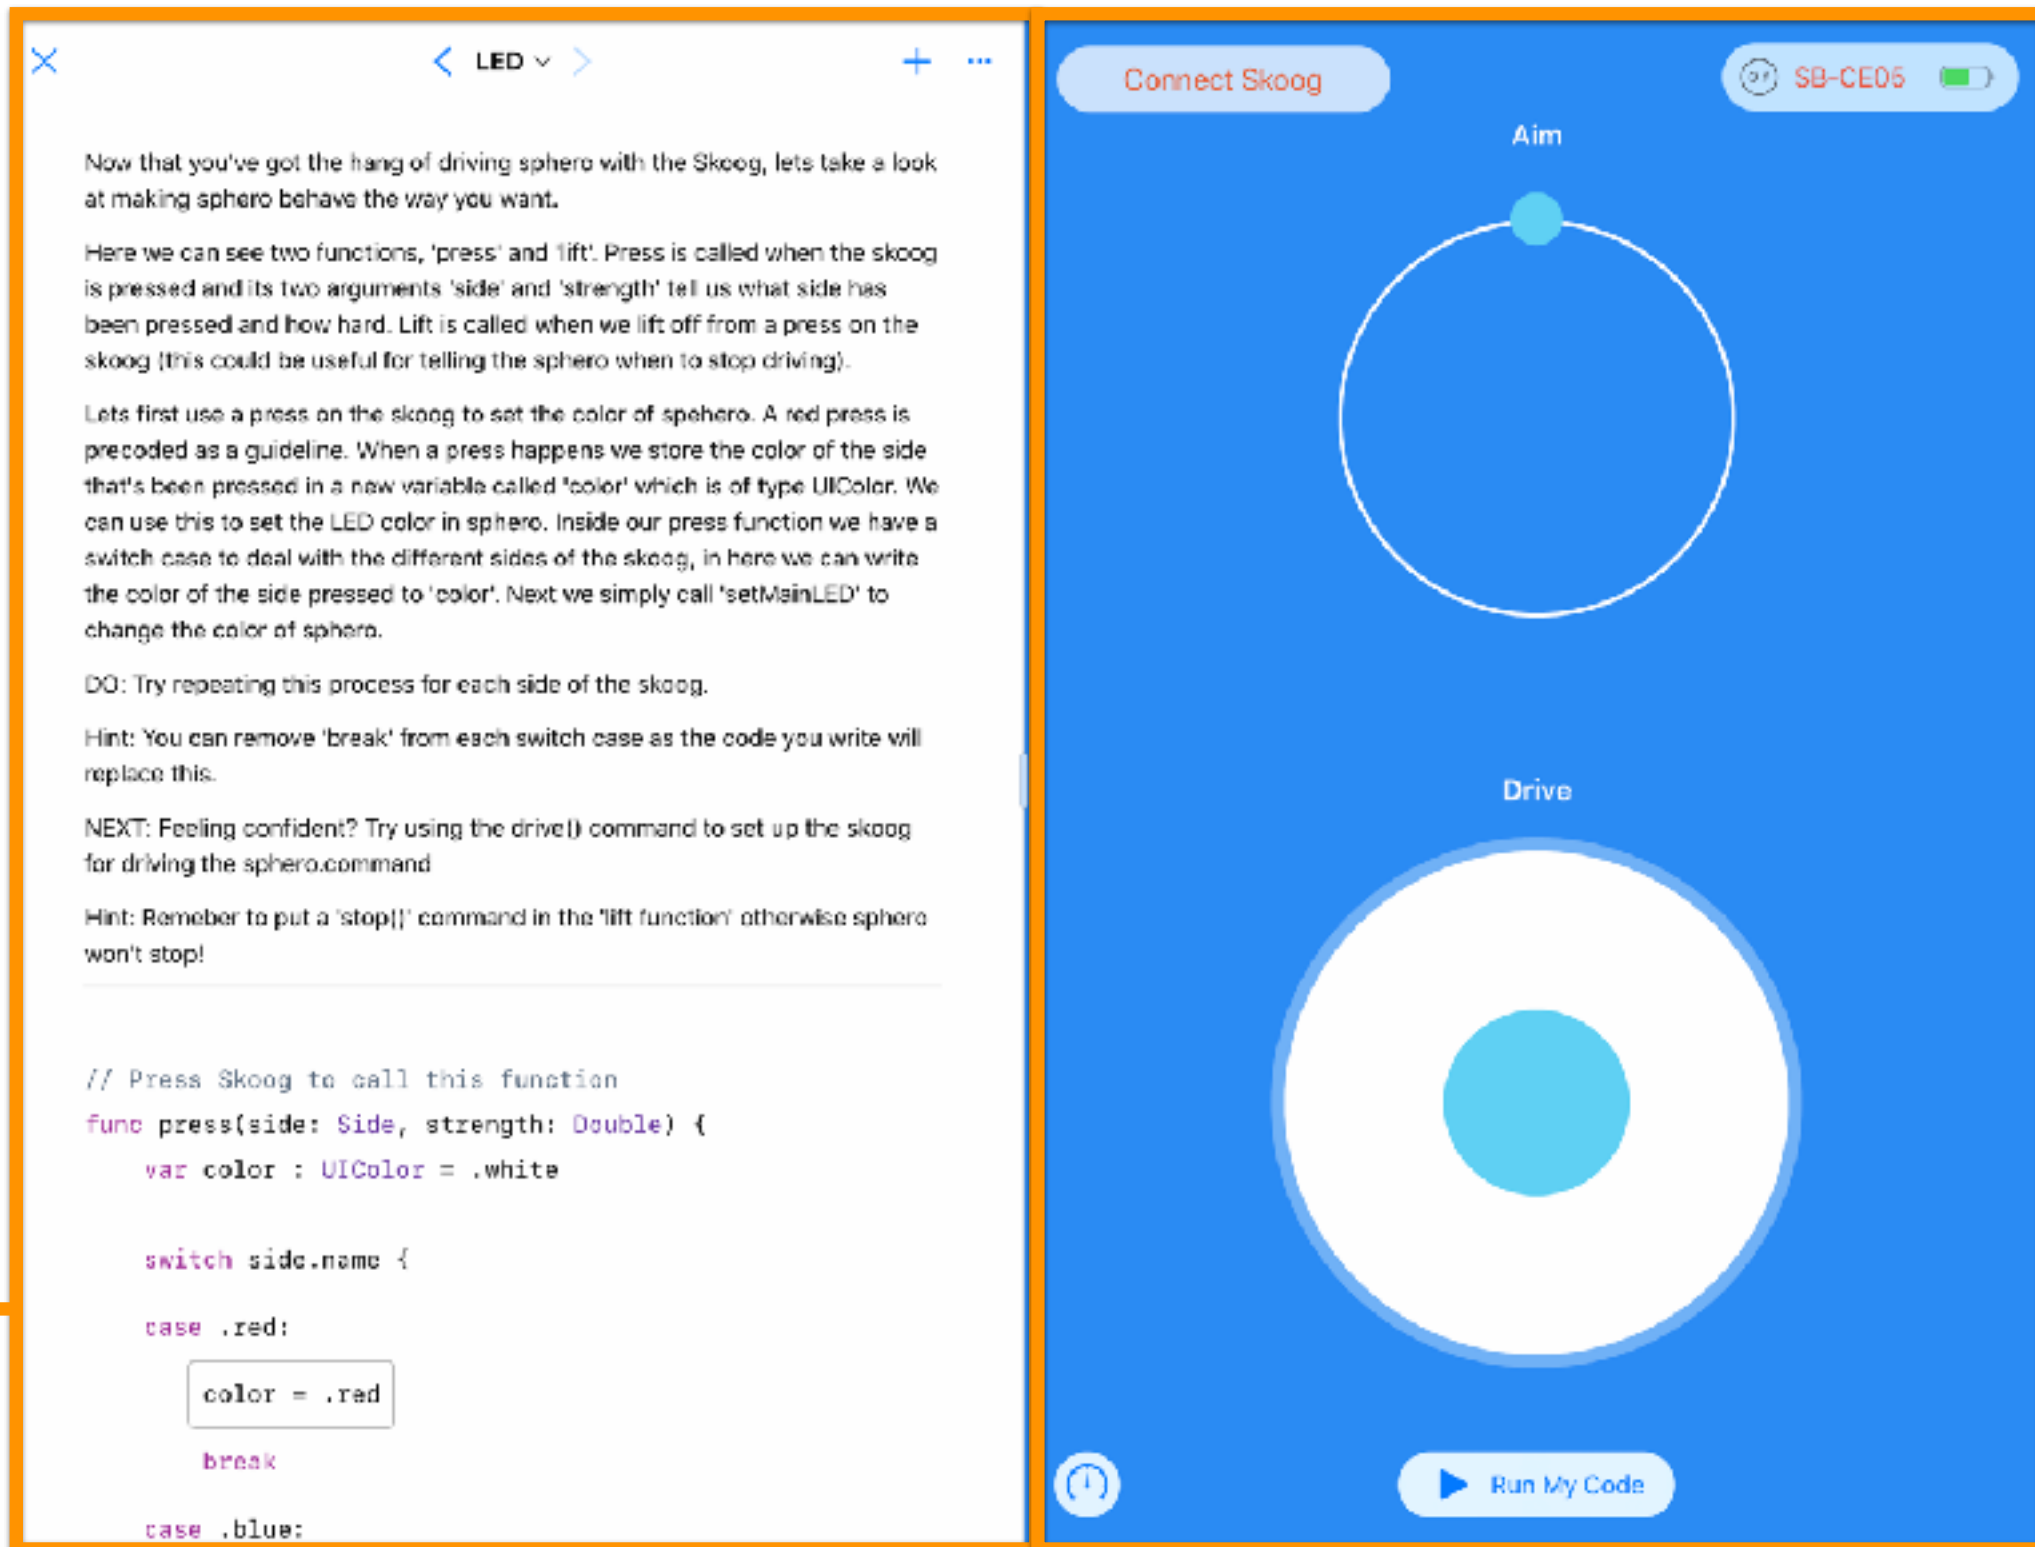 LED
Now that you've got the hang of driving sphero with the Skoog, lets take a look
at making sphero behave the way you want.
Here we can see two functions, 'press' and 'lift'. Press is called when the skoog
is pressed and its two arguments 'side' and 'strength' tell us what side has
been pressed and how hard. Lift is called when we lift off from a press on the
skoog (this could be useful for telling the sphero when to stop driving).
Lets first use a press on the skoog to set the color of spehero. A red press is
precoded as a guideline. When a press happens we store the color of the side
that's been pressed in a new variable called 'color' which is of type UIColor. We
can use this to set the LED color in sphero. Inside our press function we have a
switch case to deal with the different sides of the skoog, in here we can write
the color of the side pressed to 'color'. Next we simply call 'setMainLED' to
change the color of sphero.
DO: Try repeating this process for each side of the skoog.
Hint: You can remove 'break' from each switch case as the code you write will
replace this.
NEXT: Feeling confident? Try using the drive() command to set up the skoog
for driving the sphero.command
Hint: Remeber to put a 'stop()' command in the 'lift function' otherwise sphero
won't stop!
// Press Skoog to call this function
func press(side: Side, strength: Double) {
var color : UIColor = .white
switch side.name {
case .red:
color = .red
break
case .blue:
Connect Skoog
SB-CE05
Aim
Drive
Run My Code